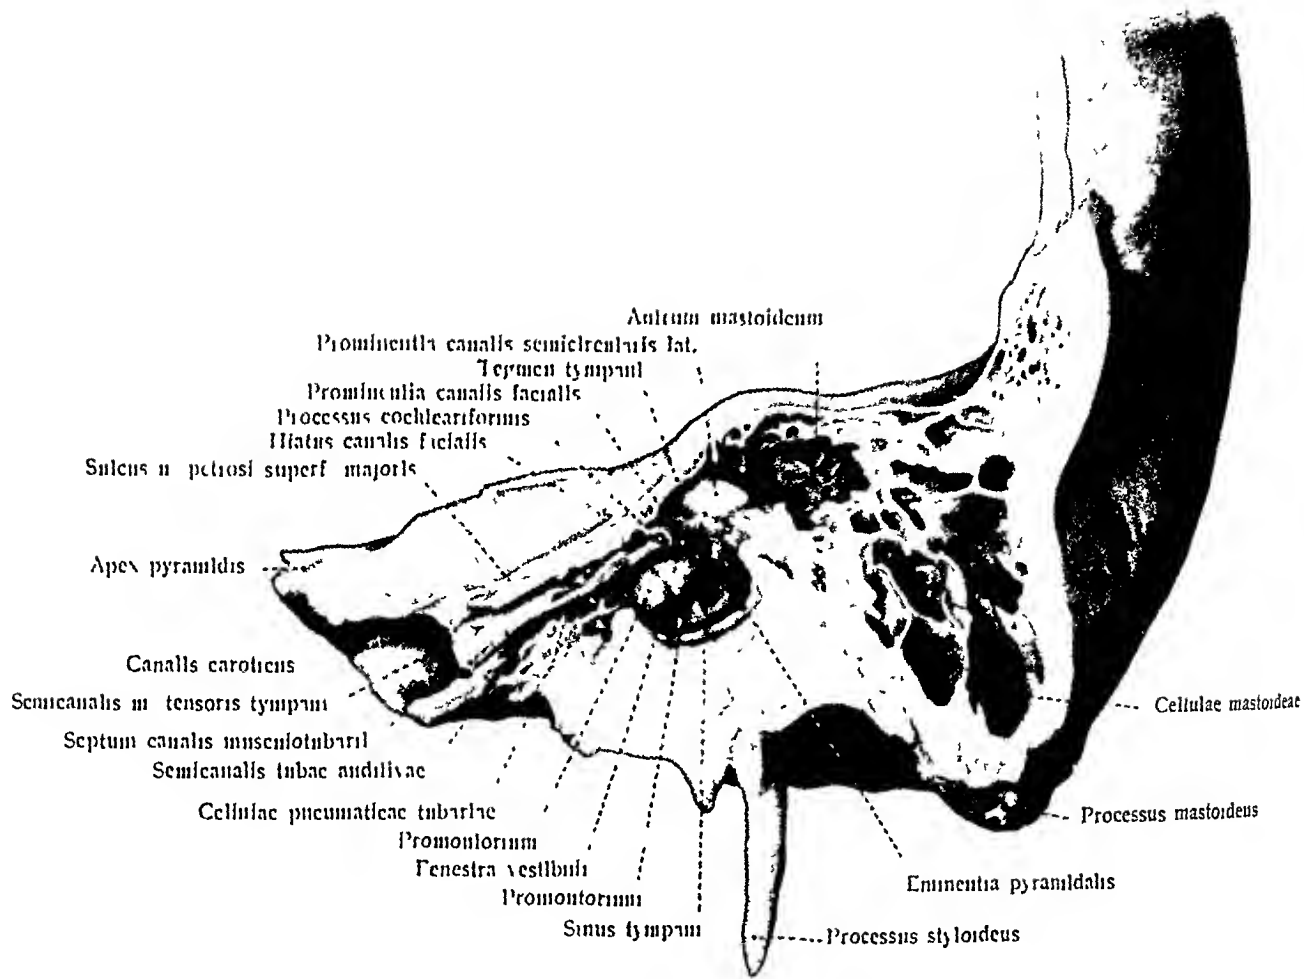 Antrum mastoideum
Prominentia canalis semicircularis lat.
Tegmen tympani
Prominentia canalis facialis
Processus cochleariformis
Hiatus canalis facialis
Sulcus n petrosi superf majoris
Apex pyramidis
Canalis caroticus
Semicanalis m tensoris tympani
Septum canalis musculotubarii
Semicanalis tubae auditivae
Cellulae pneumaticae tubariae
Promontorium
Fenestra vestibuli
Promontorium
Sinus tympani
Cellulae mastoideae
Processus mastoideus
Eminentia pyramidalis
Processus styloideus